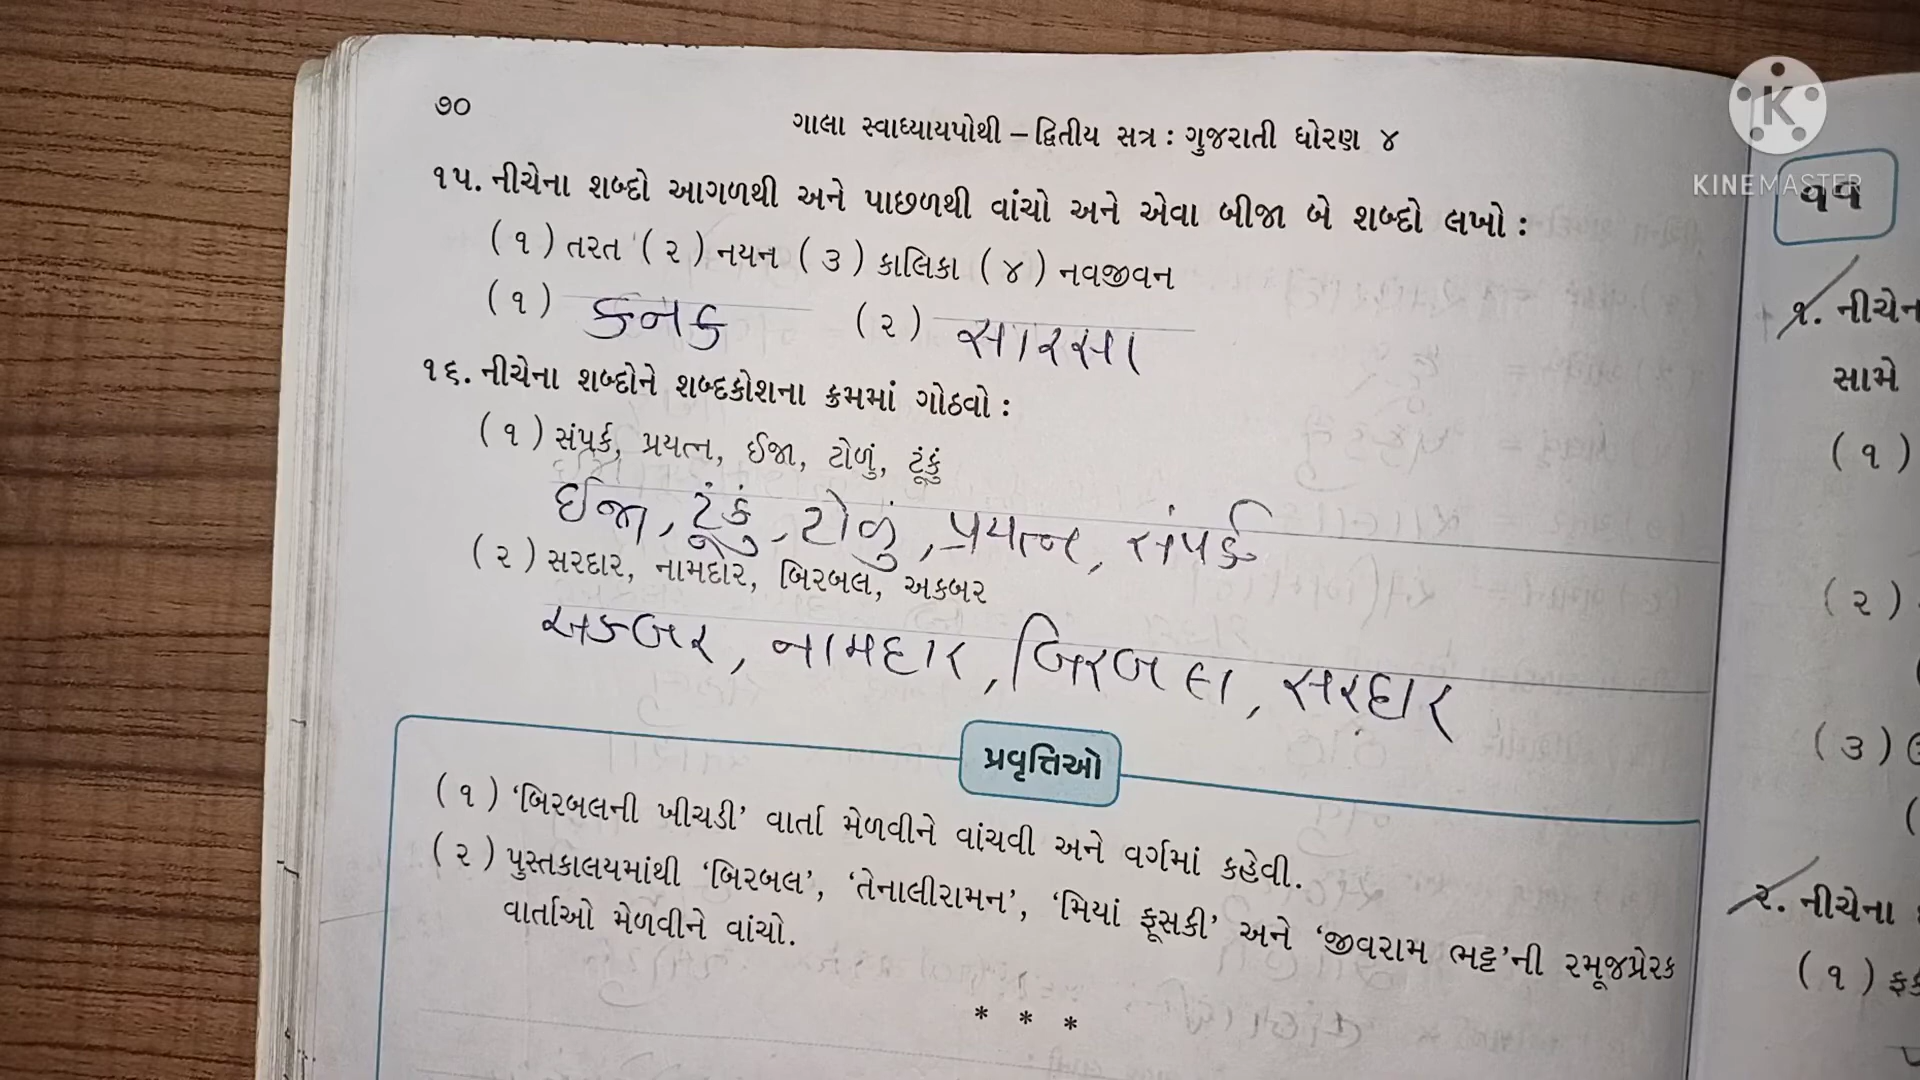 ૭૦
ગાલા સ્વાધ્યાયપોથી – દ્વિતીય સત્ર : ગુજરાતી ધોરણ ૪
KINEMASTER
૧૫. નીચેના શબ્દો આગળથી અને પાછળથી વાંચો અને એવા બીજા બે શબ્દો લખો :
(૧) તરત (૨) નયન (૩) કાલિકા (૪) નવજીવન
(૧) કનક (૨) સારસા
૧૬. નીચેના શબ્દોને શબ્દકોશના ક્રમમાં ગોઠવો :
(૧) સંપર્ક, પ્રયત્ન, ઈજા, ટોળું, ટૂંકું
ઈજા, ટૂંકું, ટોળું, પ્રયત્ન, સંપર્ક
(૨) સરદાર, નામદાર, બિરબલ, અકબર
અકબર, નામદાર, બિરબલ, સરદાર
પ્રવૃત્તિઓ
(૧) ‘બિરબલની ખીચડી’ વાર્તા મેળવીને વાંચવી અને વર્ગમાં કહેવી.
(૨) પુસ્તકાલયમાંથી ‘બિરબલ’, ‘તેનાલીરામન’, ‘મિયાં ફૂસકી’ અને ‘જીવરામ ભટ્ટ’ની રમૂજપ્રેરક
વાર્તાઓ મેળવીને વાંચો.
* * *
૧. નીચેના
સામે
(૧)
(૨)
(૩)
૨. નીચેના
(૧)